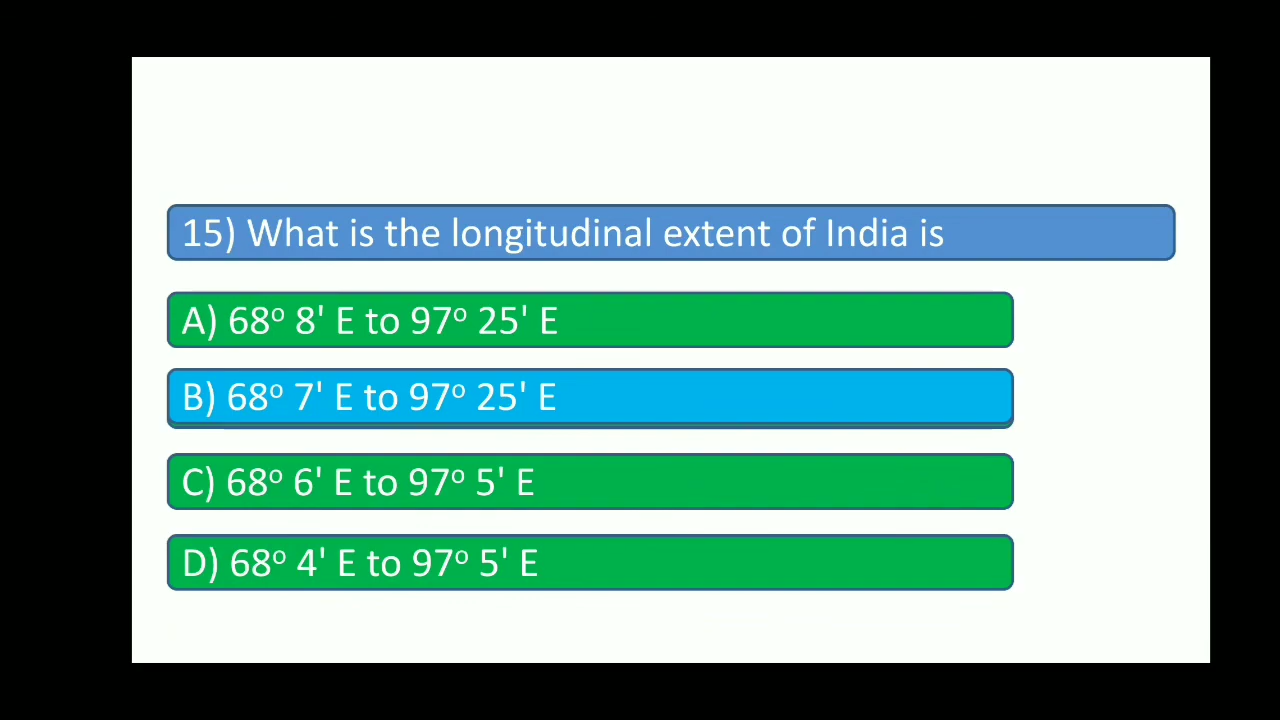 15) What is the longitudinal extent of India is
A) 68º 8' E to 97º 25' E
B) 68º 7' E to 97º 25' E
C) 68º 6' E to 97º 5' E
D) 68º 4' E to 97º 5' E